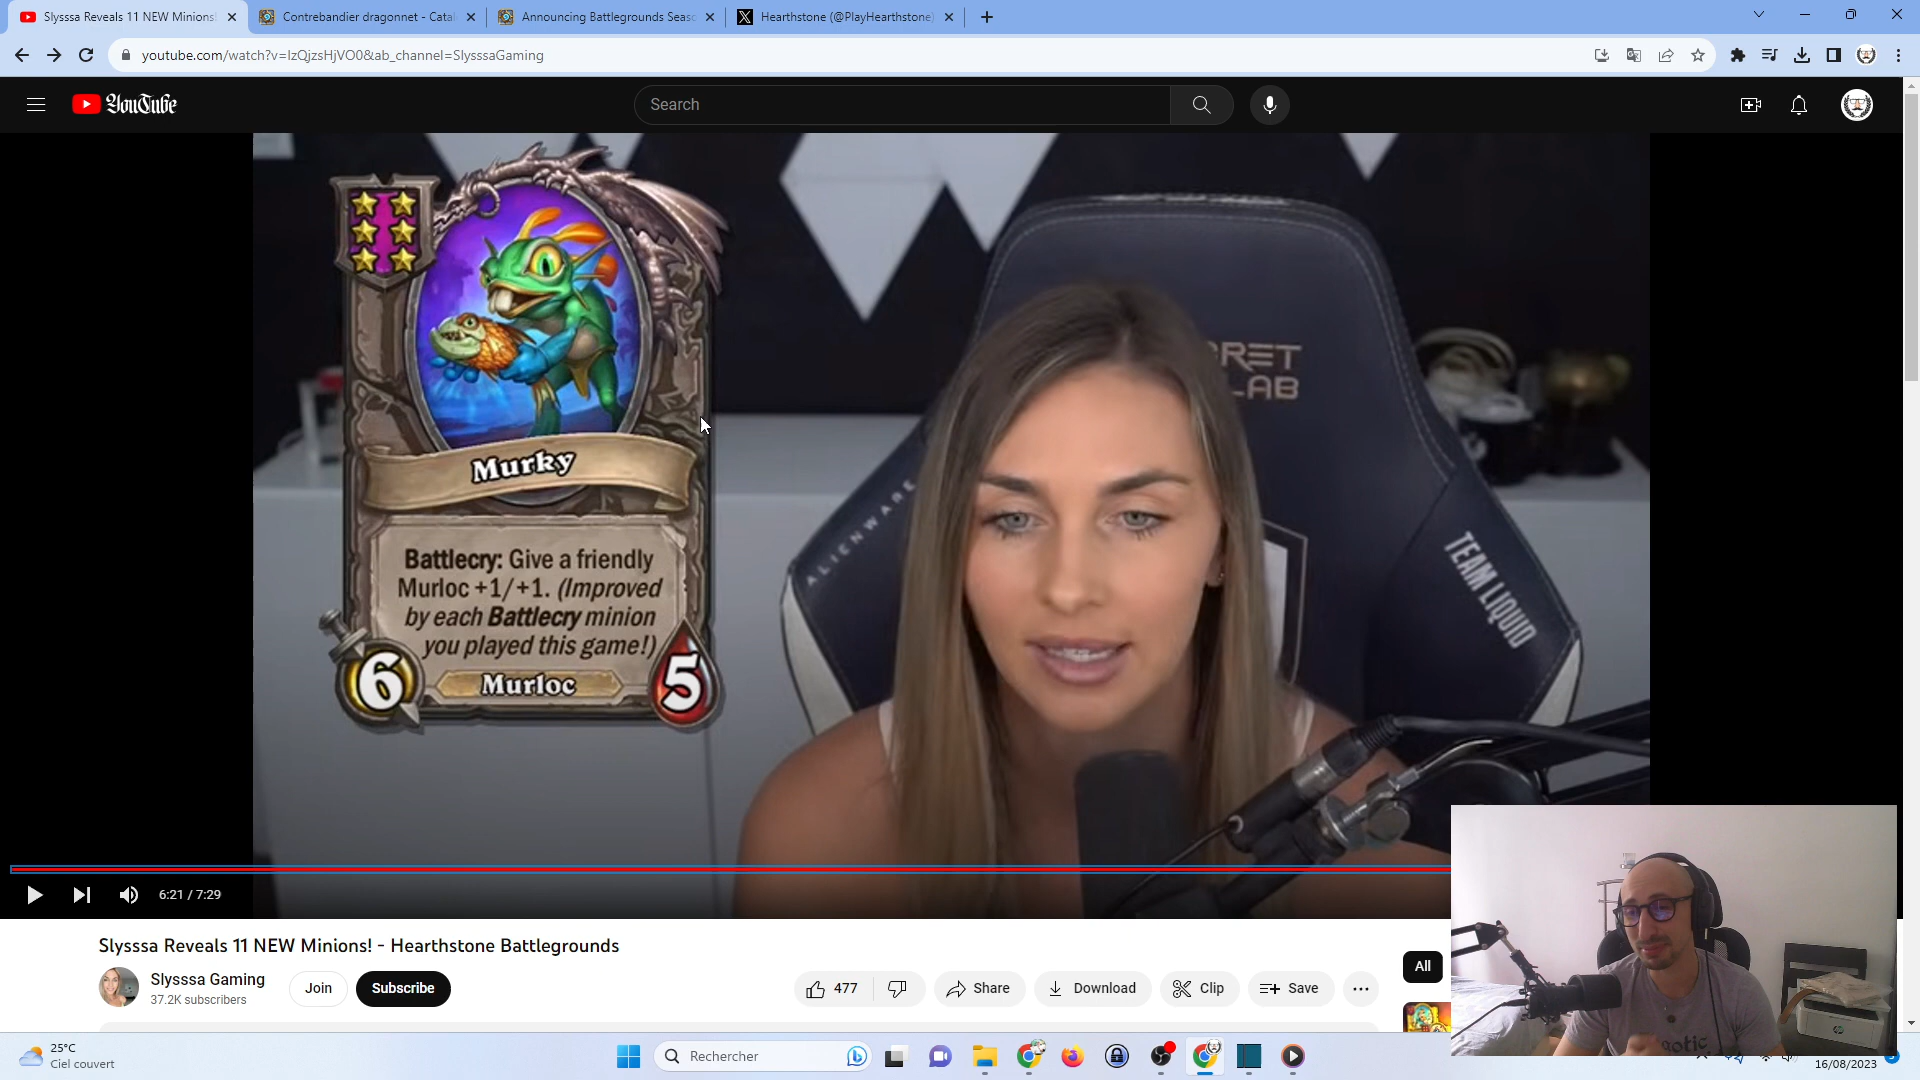 Slysssa Reveals 11 NEW Minions!
Contrebandier dragonnet - Catal
Announcing Battlegrounds Seaso
Hearthstone (@PlayHearthstone)
youtube.com/watch?v=IzQjzsHjVO0&ab_channel=SlysssaGaming
YouTube
Search
RET
LAB
ALIENWARE
TEAM LIQUID
Murky
Battlecry: Give a friendly
Murloc +1/+1. (Improved
by each Battlecry minion
you played this game!)
6
Murloc
5
6:21 / 7:29
Slysssa Reveals 11 NEW Minions! - Hearthstone Battlegrounds
Slysssa Gaming
37.2K subscribers
Join
Subscribe
477
Share
Download
Clip
Save
All
25°C
Ciel couvert
Rechercher
16/08/2023